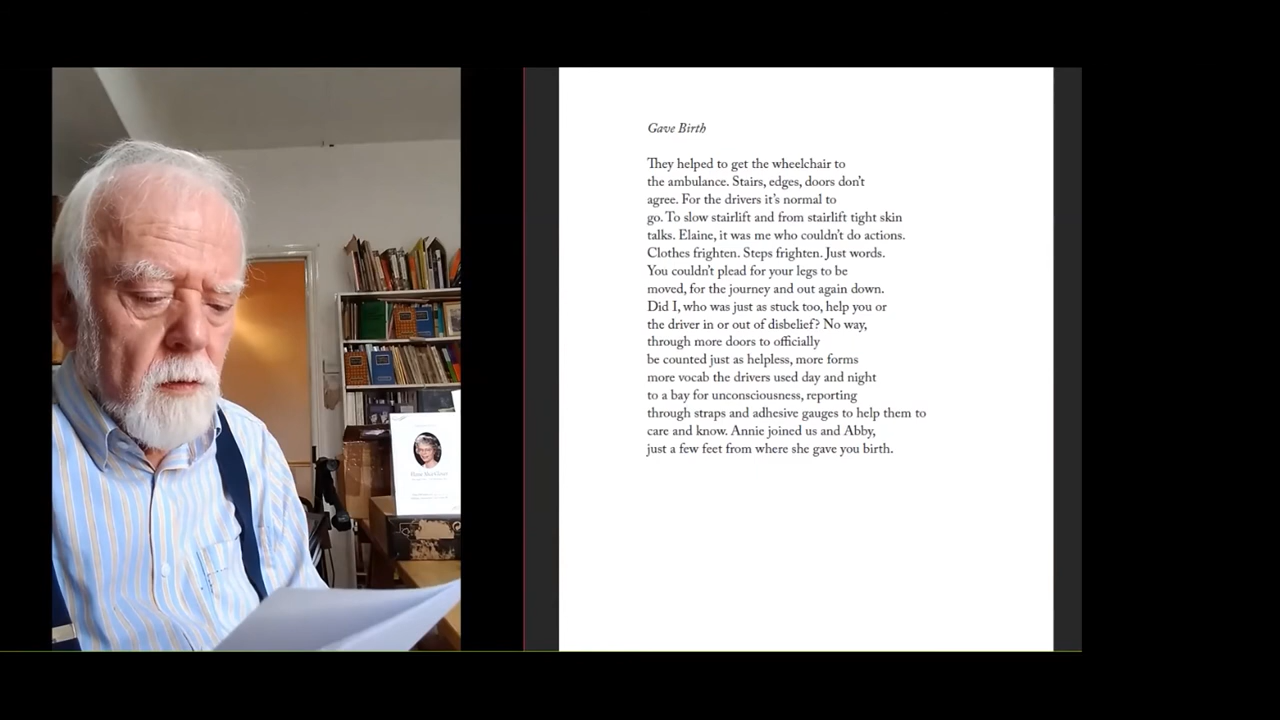 Gave Birth
They helped to get the wheelchair to
the ambulance. Stairs, edges, doors don’t
agree. For the drivers it’s normal to
go. To slow stairlift and from stairlift tight skin
talks. Elaine, it was me who couldn’t do actions.
Clothes frighten. Steps frighten. Just words.
You couldn’t plead for your legs to be
moved, for the journey and out again down.
Did I, who was just as stuck too, help you or
the driver in or out of disbelief? No way,
through more doors to officially
be counted just as helpless, more forms
more vocab the drivers used day and night
to a bay for unconsciousness, reporting
through straps and adhesive gauges to help them to
care and know. Annie joined us and Abby,
just a few feet from where she gave you birth.